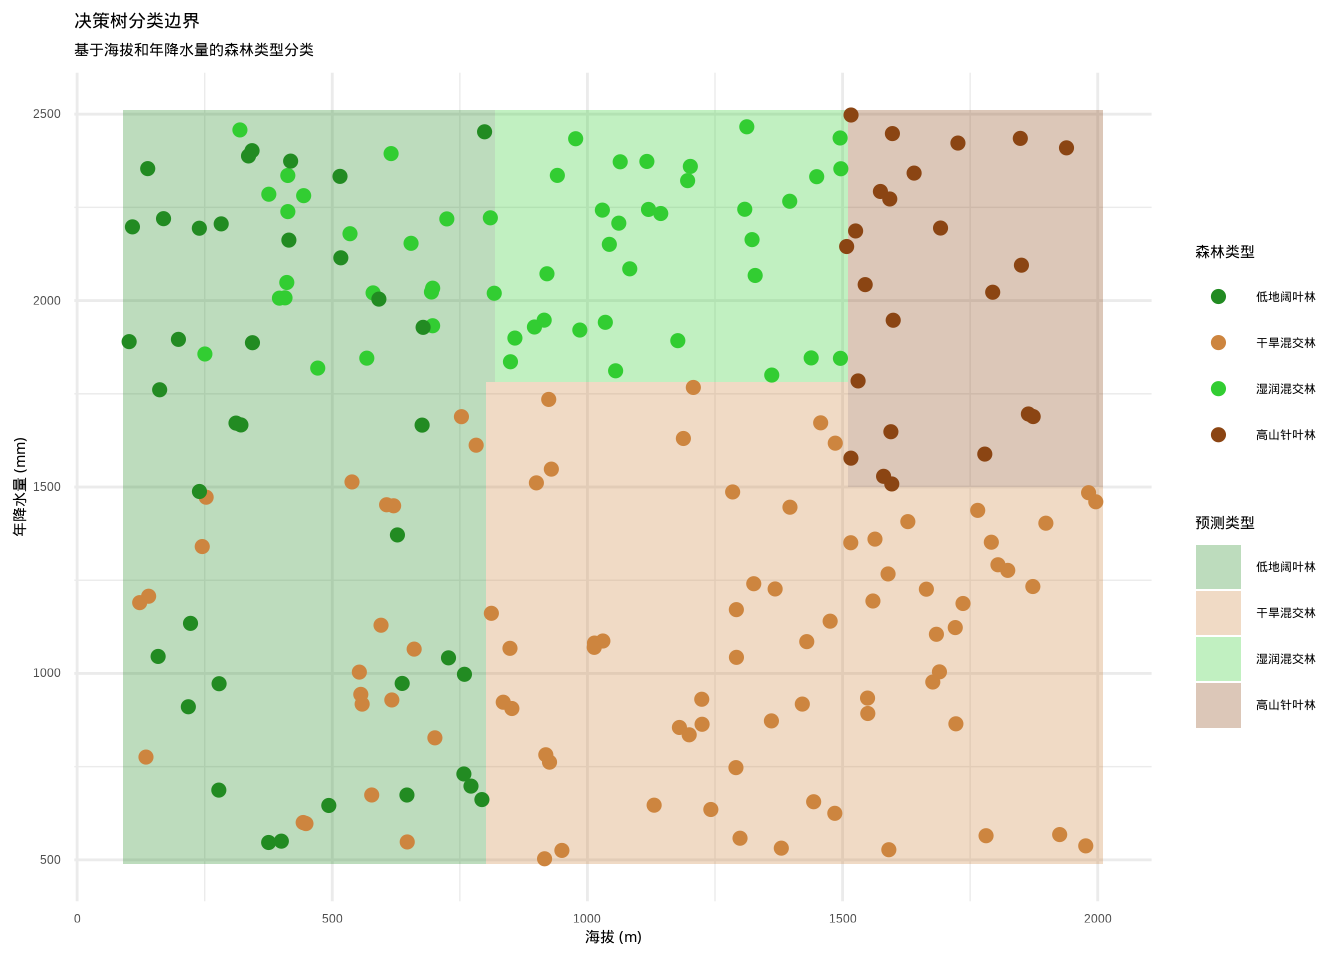 决策树分类边界
基于海拔和年降水量的森林类型分类
2500
2000
1500
1000
500
年降水量 (mm)
0
500
1000
1500
2000
海拔 (m)
森林类型
低地阔叶林
干旱混交林
湿润混交林
高山针叶林
预测类型
低地阔叶林
干旱混交林
湿润混交林
高山针叶林